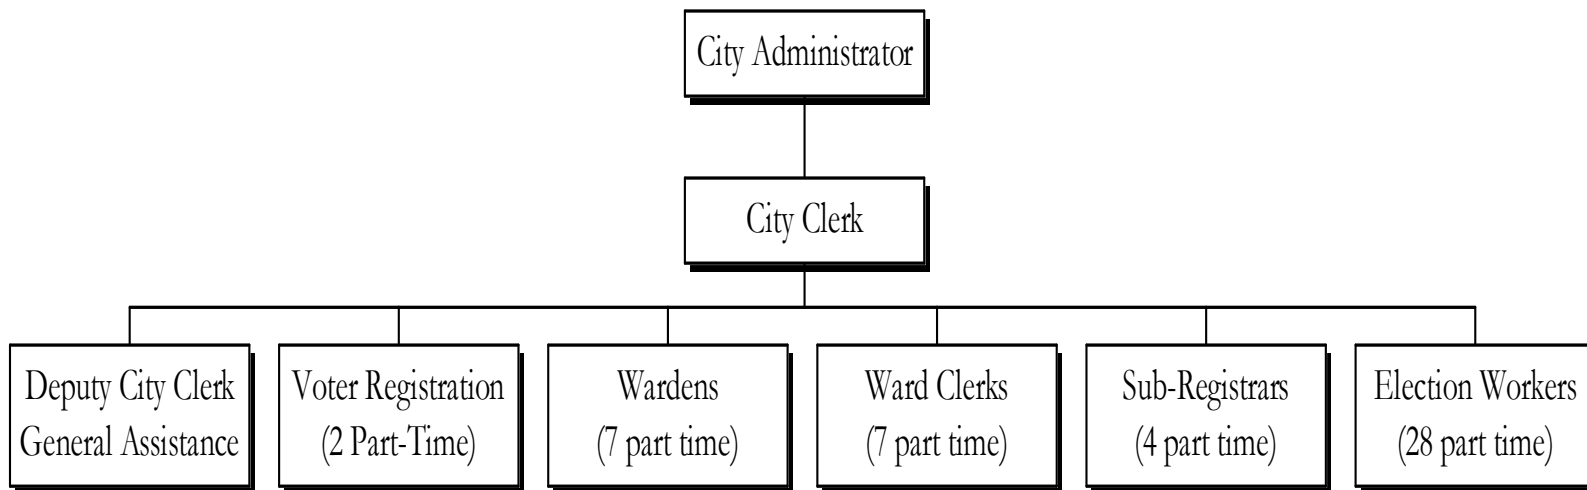 City Administrator
City Clerk
Deputy City Clerk
General Assistance
Voter Registration
(2 Part-Time)
Wardens
(7 part time)
Ward Clerks
(7 part time)
Sub-Registrars
(4 part time)
Election Workers
(28 part time)